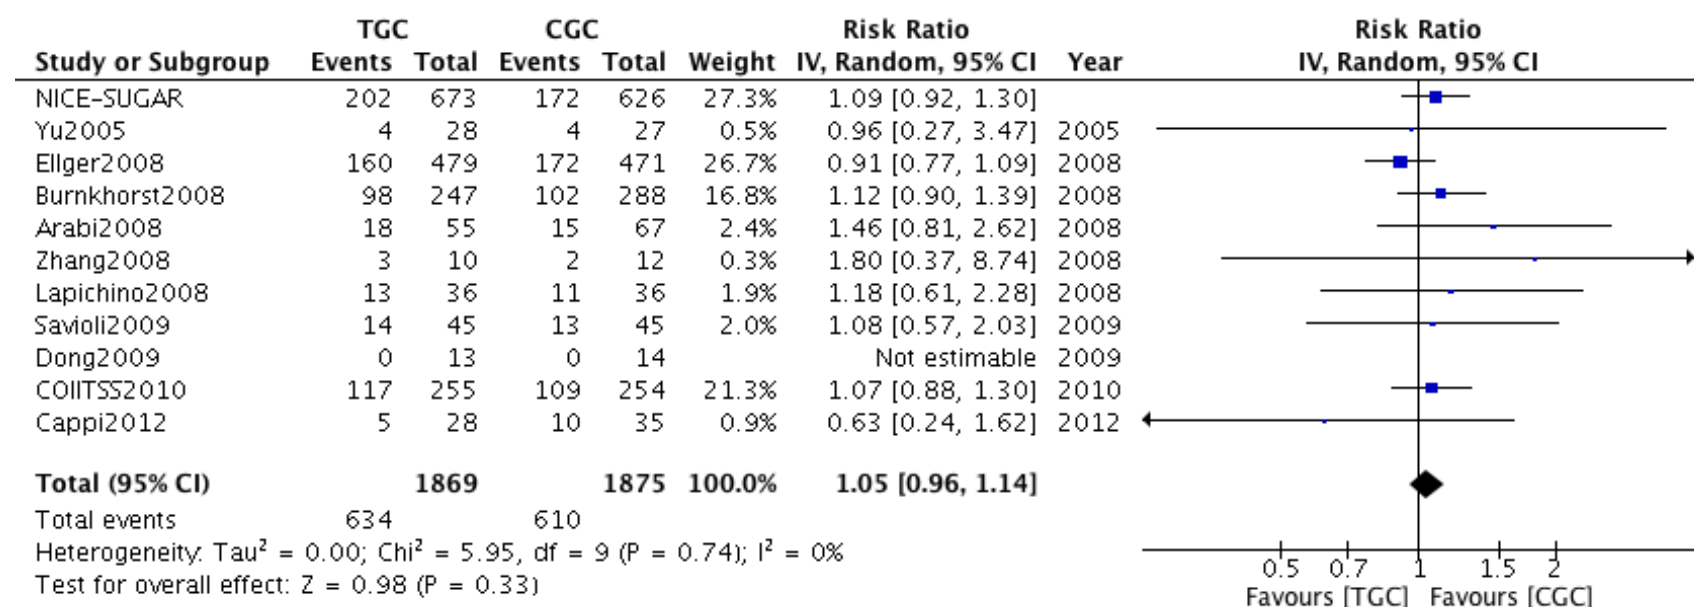 TGC CGC Risk Ratio Risk Ratio
Study or Subgroup Events Total Events Total Weight IV, Random, 95% CI Year IV, Random, 95% CI
NICE-SUGAR 202 673 172 626 27.3% 1.09 [0.92, 1.30]
Yu2005 4 28 4 27 0.5% 0.96 [0.27, 3.47] 2005
Ellger2008 160 479 172 471 26.7% 0.91 [0.77, 1.09] 2008
Burnkhorst2008 98 247 102 288 16.8% 1.12 [0.90, 1.39] 2008
Arabi2008 18 55 15 67 2.4% 1.46 [0.81, 2.62] 2008
Zhang2008 3 10 2 12 0.3% 1.80 [0.37, 8.74] 2008
Lapichino2008 13 36 11 36 1.9% 1.18 [0.61, 2.28] 2008
Savioli2009 14 45 13 45 2.0% 1.08 [0.57, 2.03] 2009
Dong2009 0 13 0 14 Not estimable 2009
COIITSS2010 117 255 109 254 21.3% 1.07 [0.88, 1.30] 2010
Cappi2012 5 28 10 35 0.9% 0.63 [0.24, 1.62] 2012
Total (95% CI) 1869 1875 100.0% 1.05 [0.96, 1.14]
Total events 634 610
Heterogeneity: Tau² = 0.00; Chi² = 5.95, df = 9 (P = 0.74); I² = 0%
Test for overall effect: Z = 0.98 (P = 0.33)
0.5 0.7 1 1.5 2
Favours [TGC] Favours [CGC]